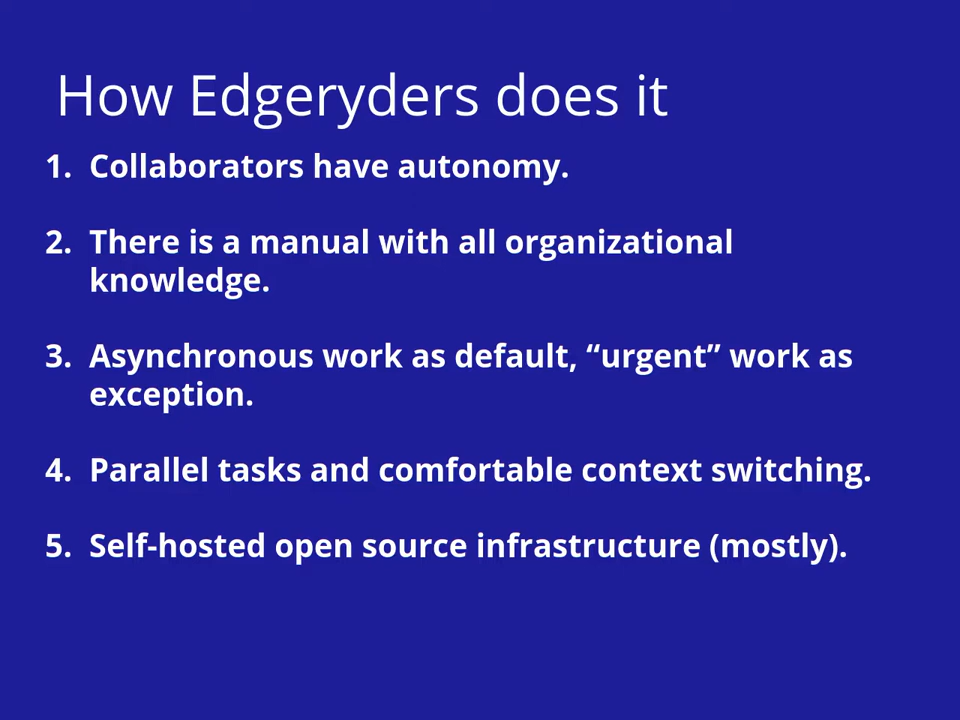 How Edgeryders does it
1. Collaborators have autonomy.
2. There is a manual with all organizational
knowledge.
3. Asynchronous work as default, “urgent” work as
exception.
4. Parallel tasks and comfortable context switching.
5. Self-hosted open source infrastructure (mostly).